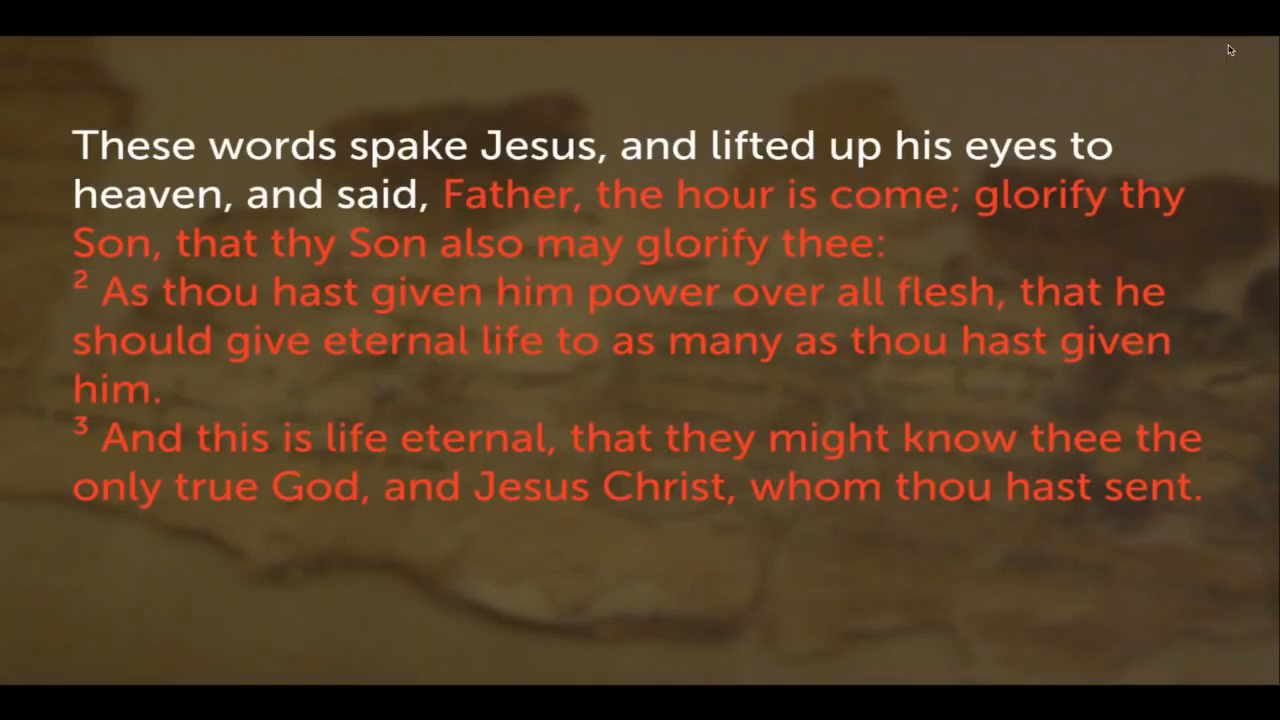 These words spake Jesus, and lifted up his eyes to
heaven, and said, Father, the hour is come; glorify thy
Son, that thy Son also may glorify thee:
² As thou hast given him power over all flesh, that he
should give eternal life to as many as thou hast given
him.
³ And this is life eternal, that they might know thee the
only true God, and Jesus Christ, whom thou hast sent.